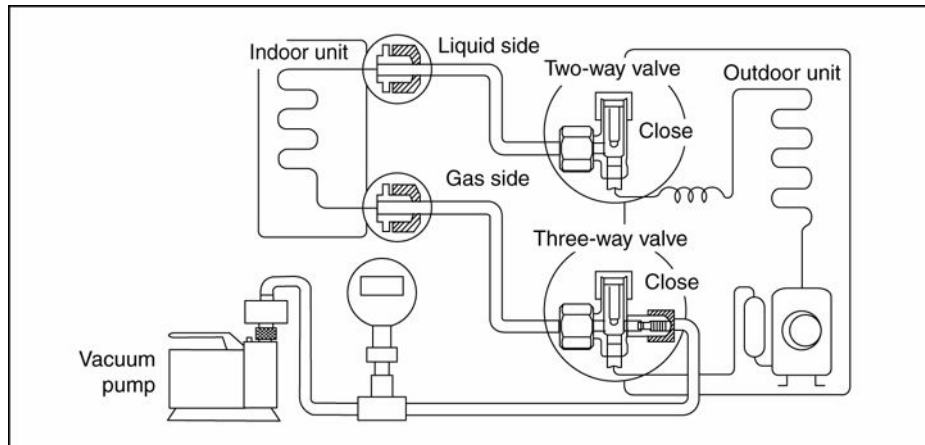 Indoor unit
Liquid side
Two-way valve
Outdoor unit
Close
Gas side
Three-way valve
Close
Vacuum
pump